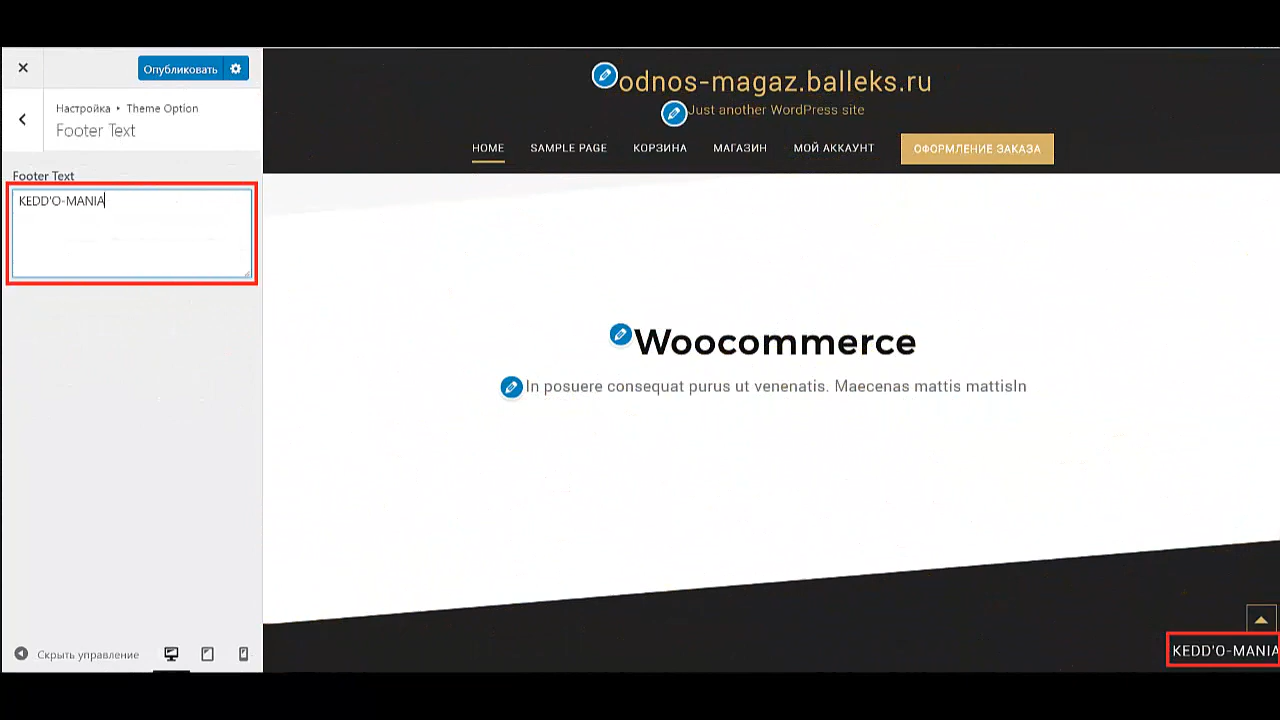 Опубликовать
Настройка ▸ Theme Option
Footer Text
Footer Text
KEDD'O-MANIA
Скрыть управление
odnos-magaz.balleks.ru
Just another WordPress site
HOME SAMPLE PAGE КОРЗИНА МАГАЗИН МОЙ АККАУНТ ОФОРМЛЕНИЕ ЗАКАЗА
Woocommerce
In posuere consequat purus ut venenatis. Maecenas mattis mattisIn
KEDD'O-MANIA